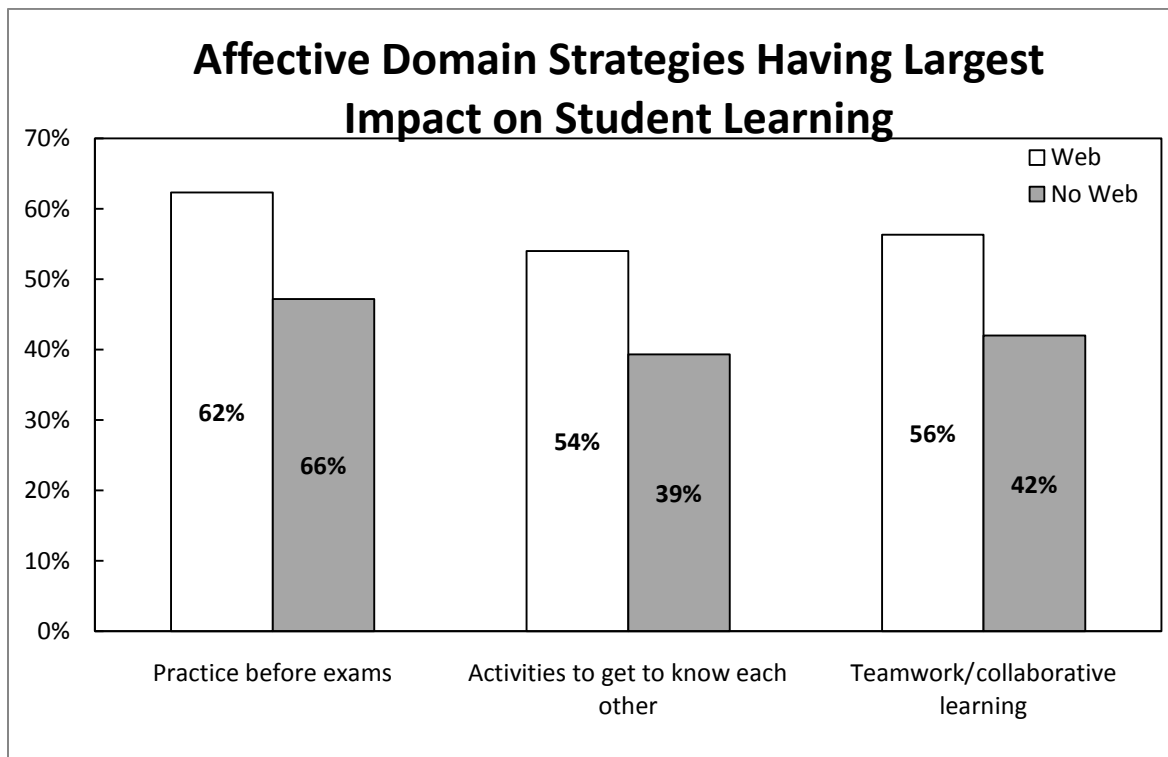 Affective Domain Strategies Having Largest
Impact on Student Learning
70%
60%
50%
40%
30%
20%
10%
0%
Web
No Web
62%
66%
54%
39%
56%
42%
Practice before exams
Activities to get to know each
other
Teamwork/collaborative
learning